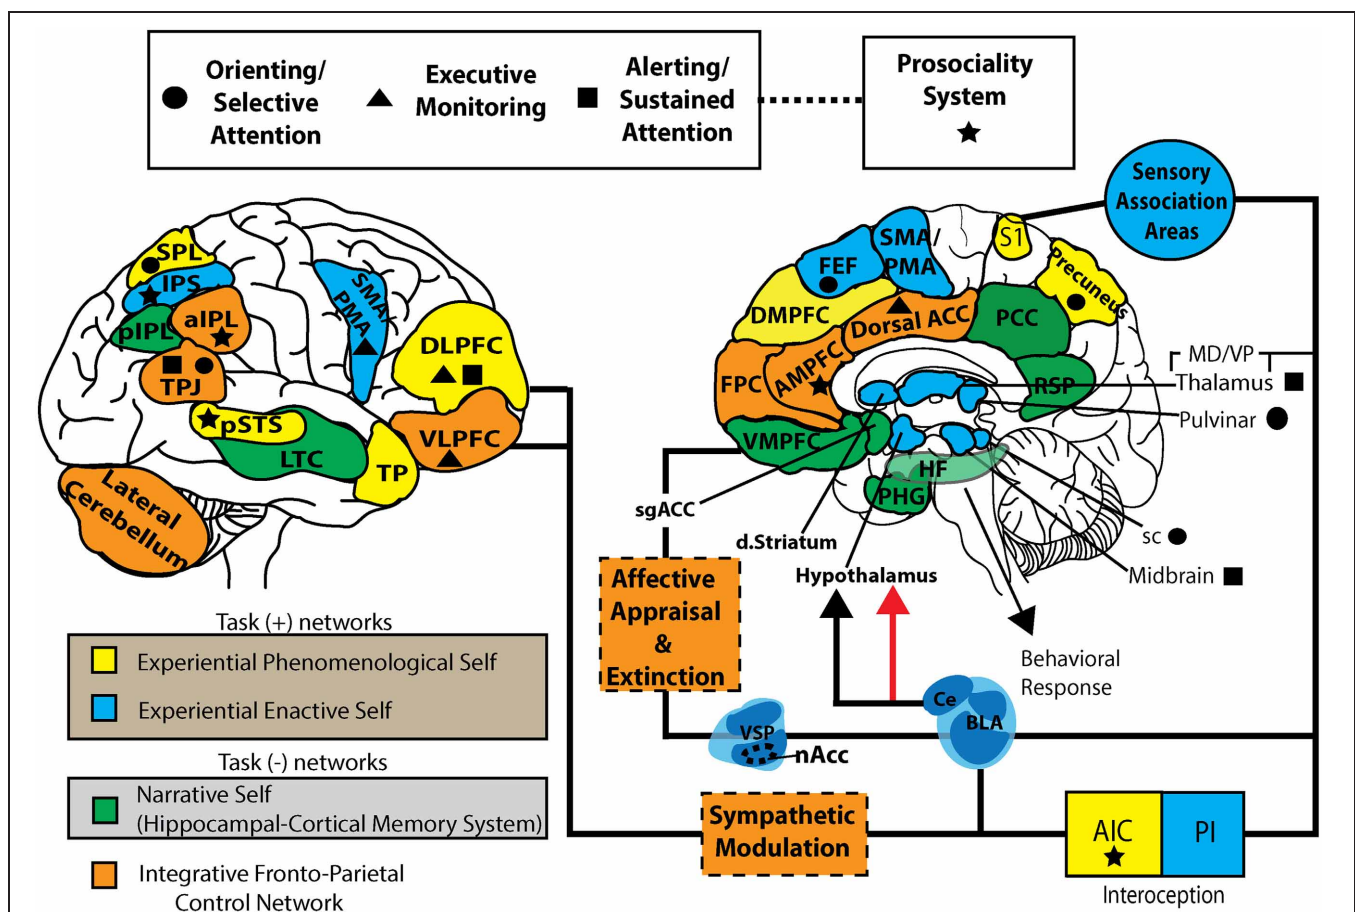 Orienting/
Selective
Attention
Executive
Monitoring
Alerting/
Sustained
Attention
Prosociality
System
Sensory
Association
Areas
SPL
IPS
pIPL
aIPL
TPJ
pSTS
LTC
TP
SMA/
PMA
DLPFC
VLPFC
Lateral
Cerebellum
FEF
SMA/
PMA
S1
Precuneus
DMPFC
Dorsal ACC
PCC
FPC
AMPFC
RSP
VMPFC
HF
PHG
MD/VP
Thalamus
Pulvinar
sc
Midbrain
sgACC
d.Striatum
Hypothalamus
Behavioral
Response
Affective
Appraisal
&
Extinction
Ce
BLA
VSP
nAcc
Sympathetic
Modulation
AIC
PI
Interoception
Task (+) networks
Experiential Phenomenological Self
Experiential Enactive Self
Task (-) networks
Narrative Self
(Hippocampal-Cortical Memory System)
Integrative Fronto-Parietal
Control Network